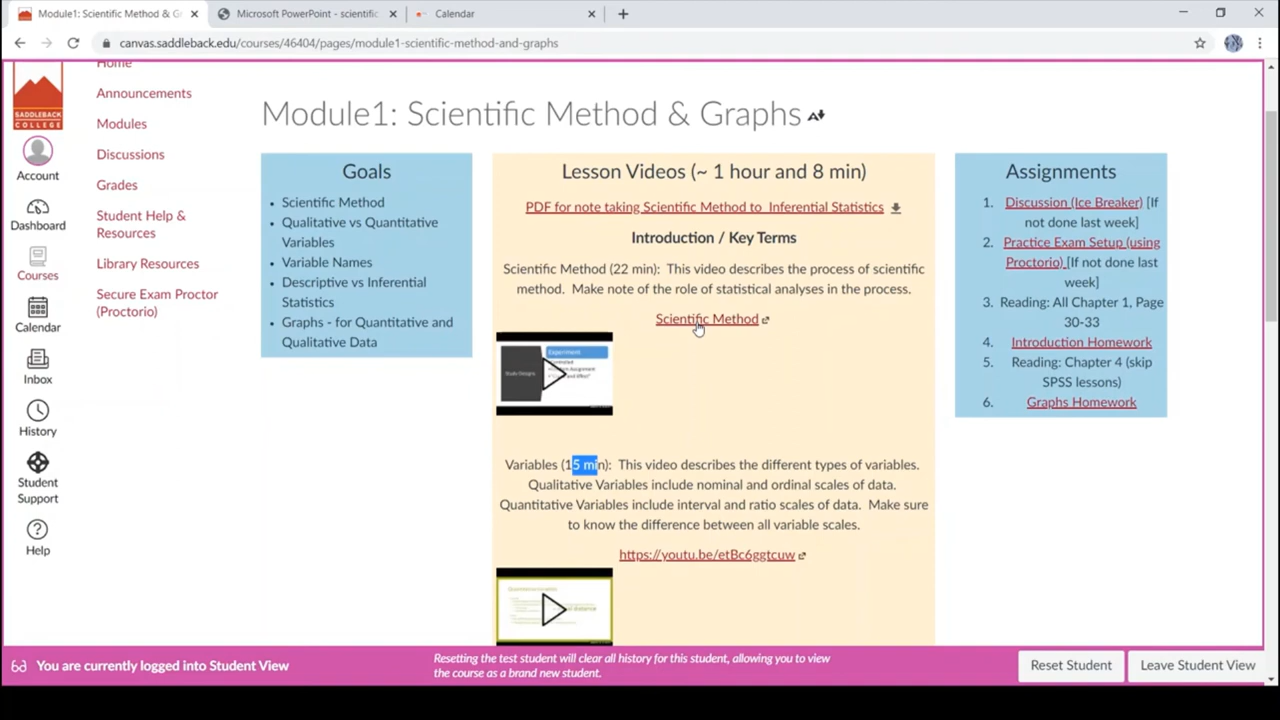 Module1: Scientific Method & G
Microsoft PowerPoint - scientific
Calendar
canvas.saddleback.edu/courses/46404/pages/module1-scientific-method-and-graphs
SADDLEBACK
COLLEGE
Account
Dashboard
Courses
Calendar
Inbox
History
Student
Support
Help
Home
Announcements
Modules
Discussions
Grades
Student Help &
Resources
Library Resources
Secure Exam Proctor
(Proctorio)
Module1: Scientific Method & Graphs
Goals
Scientific Method
Qualitative vs Quantitative
Variables
Variable Names
Descriptive vs Inferential
Statistics
Graphs - for Quantitative and
Qualitative Data
Lesson Videos (~ 1 hour and 8 min)
PDF for note taking Scientific Method to Inferential Statistics
Introduction / Key Terms
Scientific Method (22 min): This video describes the process of scientific
method. Make note of the role of statistical analyses in the process.
Scientific Method
Study Designs
Experiment
Variables (15 min): This video describes the different types of variables.
Qualitative Variables include nominal and ordinal scales of data.
Quantitative Variables include interval and ratio scales of data. Make sure
to know the difference between all variable scales.
https://youtu.be/etBc6ggtcuw
Assignments
1. Discussion (Ice Breaker) [If
not done last week]
2. Practice Exam Setup (using
Proctorio) [If not done last
week]
3. Reading: All Chapter 1, Page
30-33
4. Introduction Homework
5. Reading: Chapter 4 (skip
SPSS lessons)
6. Graphs Homework
You are currently logged into Student View
Resetting the test student will clear all history for this student, allowing you to view
the course as a brand new student.
Reset Student
Leave Student View